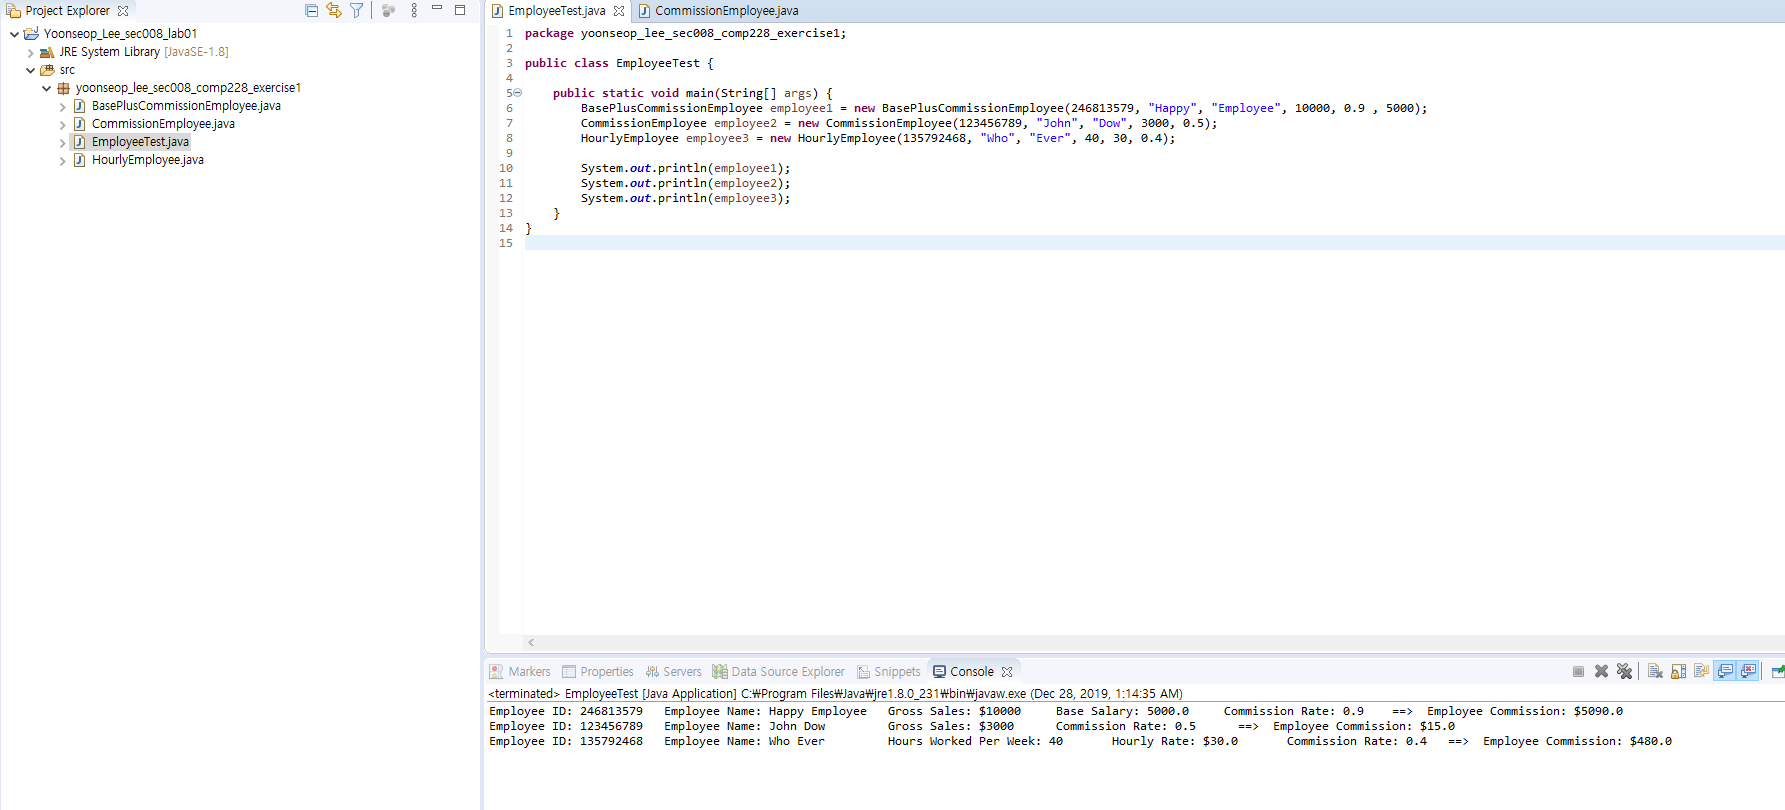 Project Explorer
Yoonseop_Lee_sec008_lab01
JRE System Library [JavaSE-1.8]
src
yoonseop_lee_sec008_comp228_exercise1
BasePlusCommissionEmployee.java
CommissionEmployee.java
EmployeeTest.java
HourlyEmployee.java
EmployeeTest.java CommissionEmployee.java
1 package yoonseop_lee_sec008_comp228_exercise1;
2
3 public class EmployeeTest {
4
5 public static void main(String[] args) {
6 BasePlusCommissionEmployee employee1 = new BasePlusCommissionEmployee(246813579, "Happy", "Employee", 10000, 0.9 , 5000);
7 CommissionEmployee employee2 = new CommissionEmployee(123456789, "John", "Dow", 3000, 0.5);
8 HourlyEmployee employee3 = new HourlyEmployee(135792468, "Who", "Ever", 40, 30, 0.4);
9
10 System.out.println(employee1);
11 System.out.println(employee2);
12 System.out.println(employee3);
13 }
14 }
15
Markers Properties Servers Data Source Explorer Snippets Console
<terminated> EmployeeTest [Java Application] C:₩Program Files₩Java₩jre1.8.0_231₩bin₩javaw.exe (Dec 28, 2019, 1:14:35 AM)
Employee ID: 246813579 Employee Name: Happy Employee Gross Sales: $10000 Base Salary: 5000.0 Commission Rate: 0.9 ==> Employee Commission: $5090.0
Employee ID: 123456789 Employee Name: John Dow Gross Sales: $3000 Commission Rate: 0.5 ==> Employee Commission: $15.0
Employee ID: 135792468 Employee Name: Who Ever Hours Worked Per Week: 40 Hourly Rate: $30.0 Commission Rate: 0.4 ==> Employee Commission: $480.0